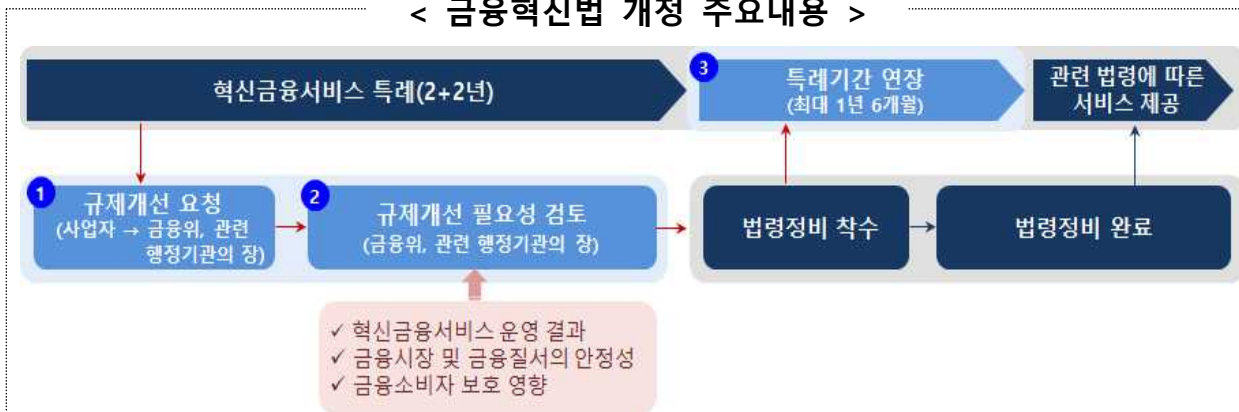 < 금융혁신법 개정 주요내용 >
혁신금융서비스 특례(2+2년)
3
특례기간 연장
(최대 1년 6개월)
관련 법령에 따른
서비스 제공
1
규제개선 요청
(사업자 → 금융위, 관련
행정기관의 장)
2
규제개선 필요성 검토
(금융위, 관련 행정기관의 장)
법령정비 착수
법령정비 완료
✓ 혁신금융서비스 운영 결과
✓ 금융시장 및 금융질서의 안정성
✓ 금융소비자 보호 영향